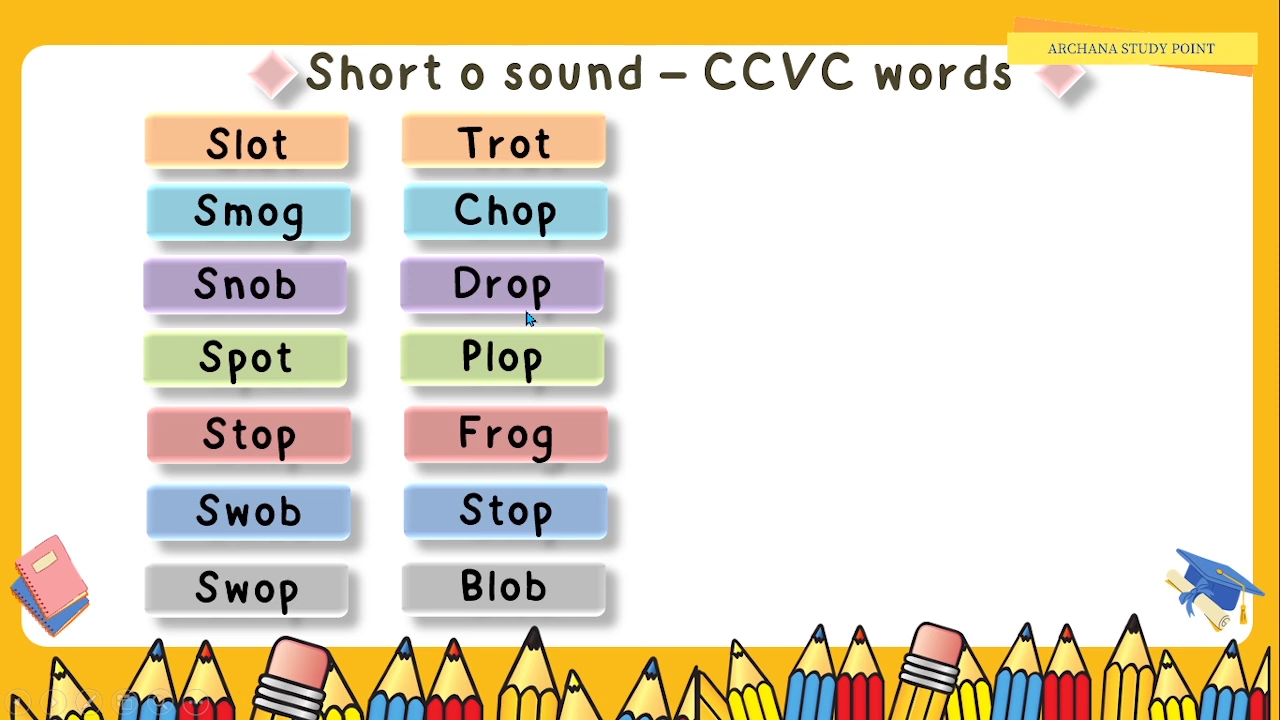 ARCHANA STUDY POINT
Short o sound – CCVC words
Slot
Smog
Snob
Spot
Stop
Swob
Swop
Trot
Chop
Drop
Plop
Frog
Stop
Blob